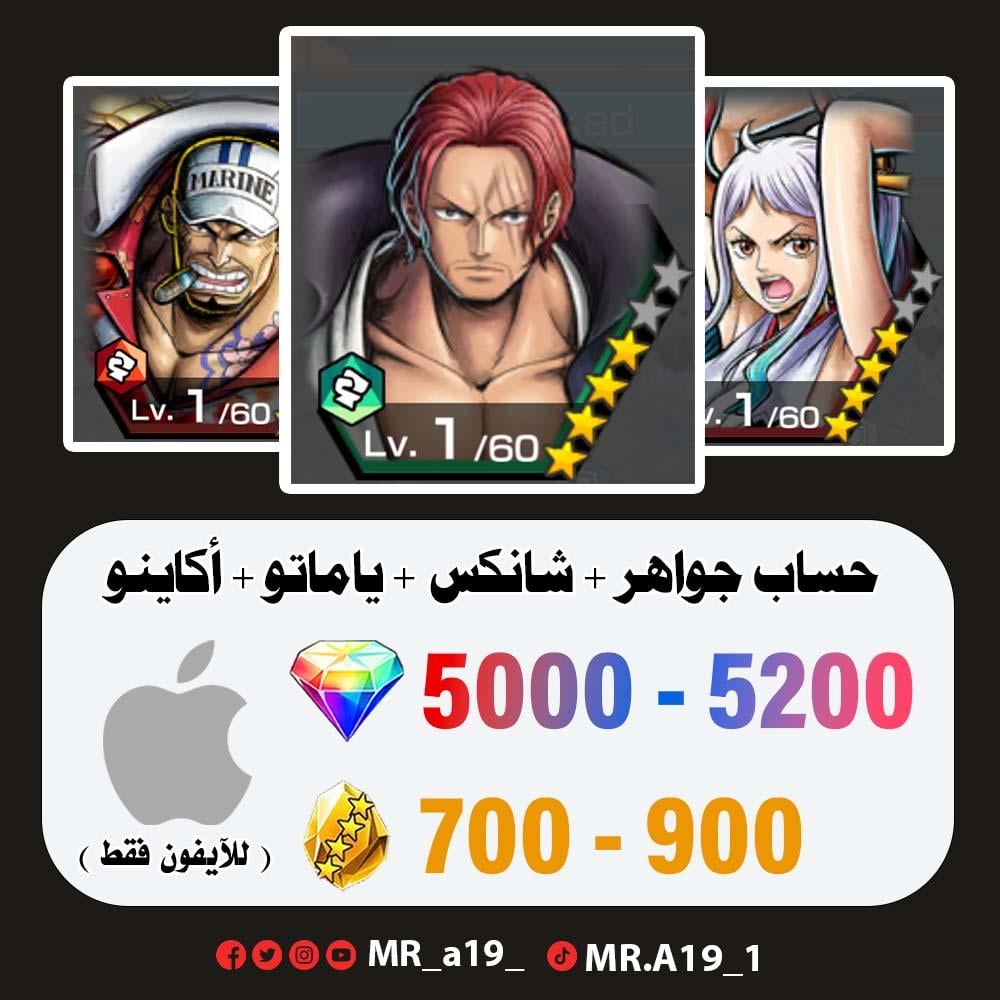 MARINE
Lv. 1/60
Lv. 1/60
v. 1/60
حساب جواهر + شانكس + ياماتو + أكاينو
5000 - 5200
700 - 900
( للآيفون فقط )
MR_a19_ MR.A19_1